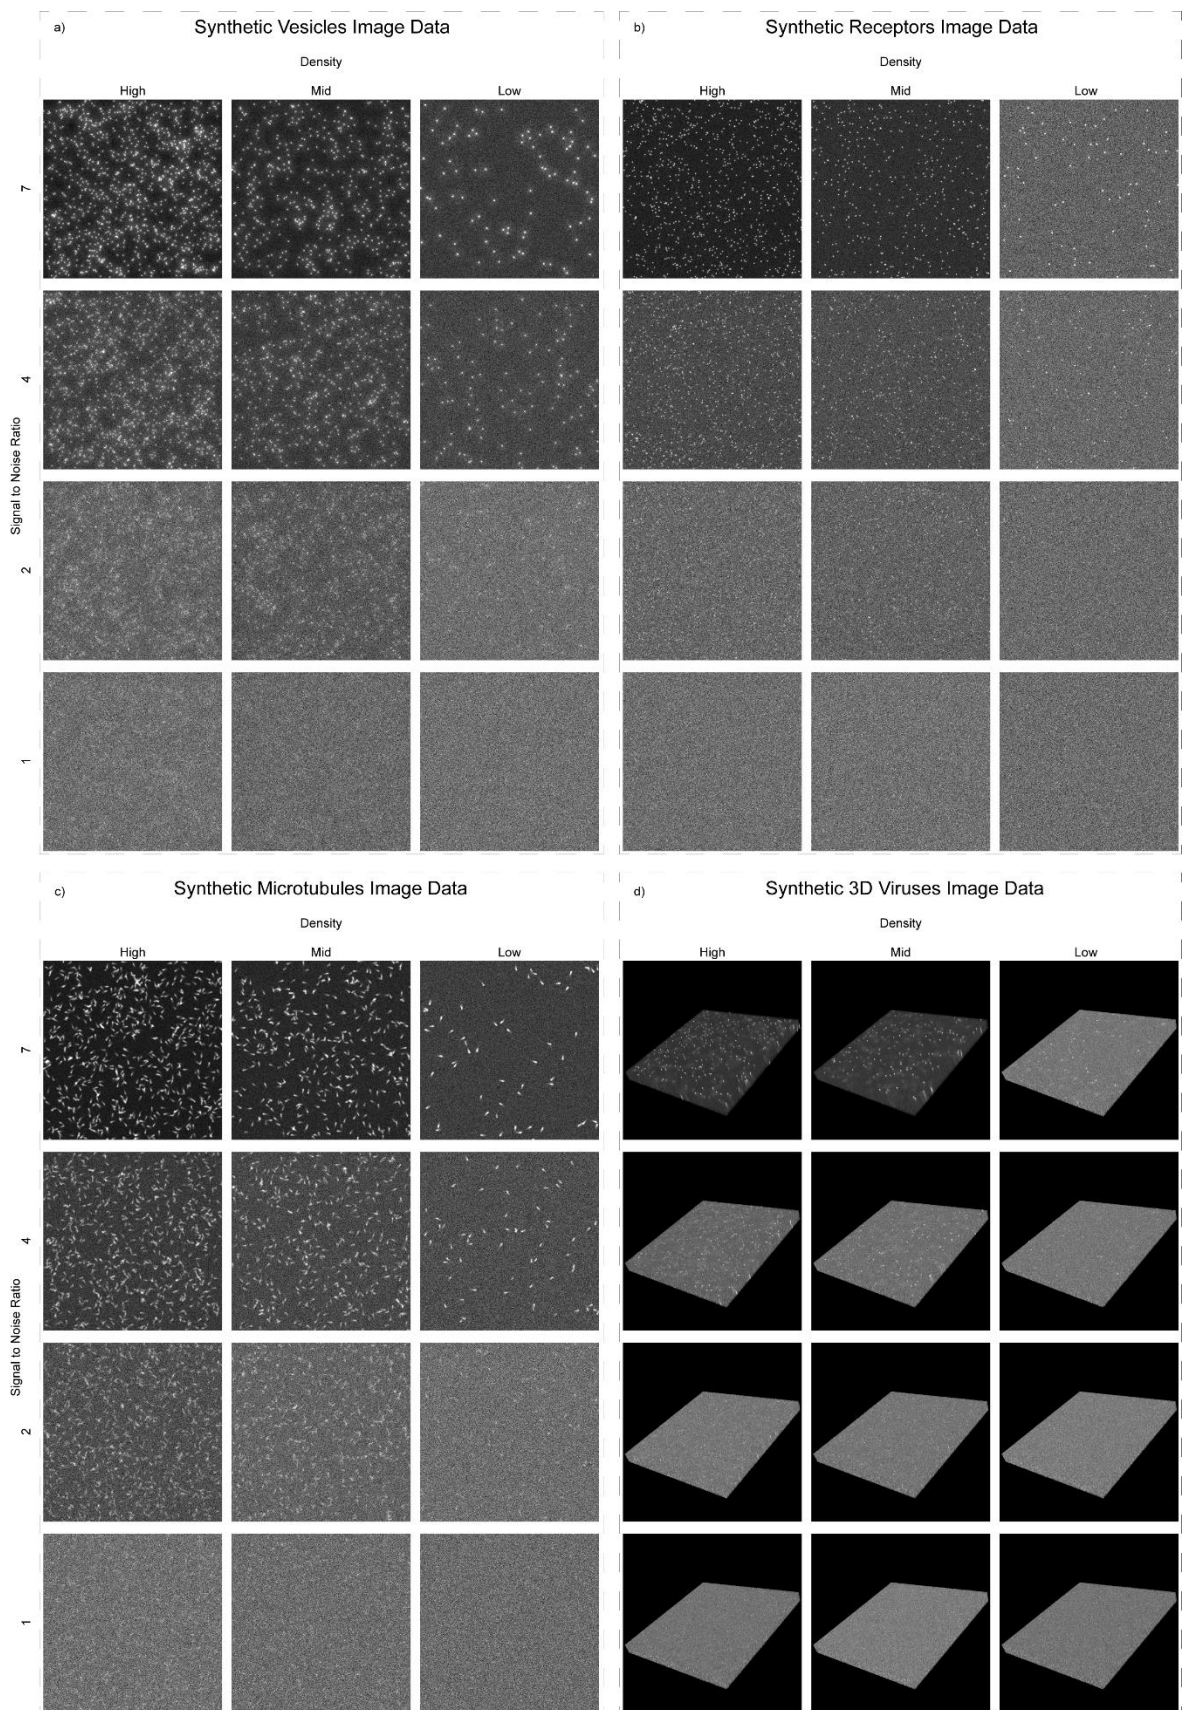 a)
Synthetic Vesicles Image Data
Density
High Mid Low
7
4
2
1
Signal to Noise Ratio
b)
Synthetic Receptors Image Data
Density
High Mid Low
c)
Synthetic Microtubules Image Data
Density
High Mid Low
7
4
2
1
Signal to Noise Ratio
d)
Synthetic 3D Viruses Image Data
Density
High Mid Low